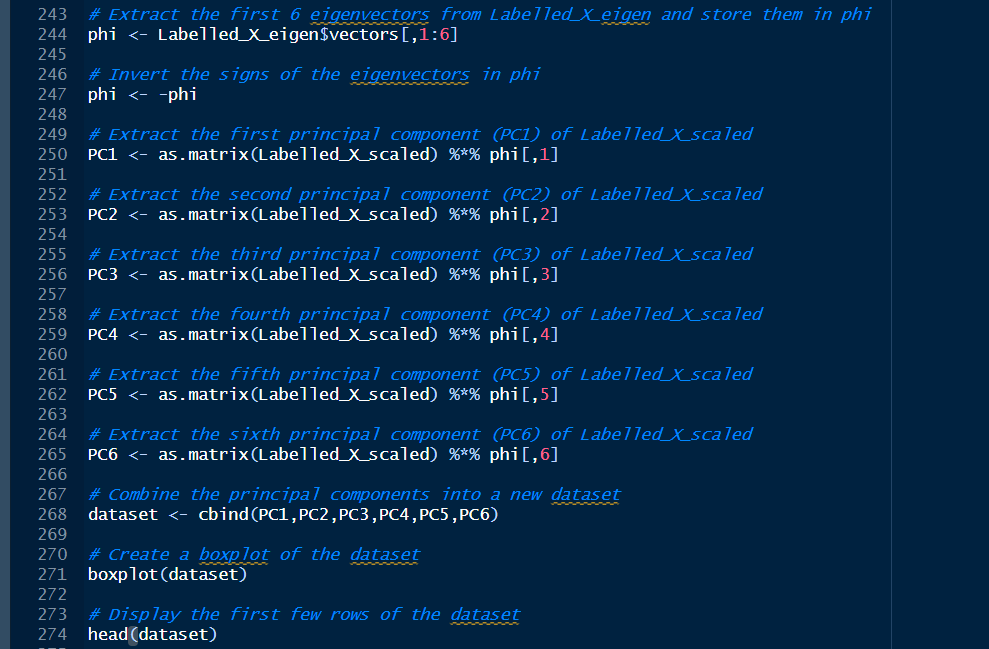 243 # Extract the first 6 eigenvectors from Labelled_X_eigen and store them in phi
244 phi <- Labelled_X_eigen$vectors[,1:6]
245
246 # Invert the signs of the eigenvectors in phi
247 phi <- -phi
248
249 # Extract the first principal component (PC1) of Labelled_X_scaled
250 PC1 <- as.matrix(Labelled_X_scaled) %*% phi[,1]
251
252 # Extract the second principal component (PC2) of Labelled_X_scaled
253 PC2 <- as.matrix(Labelled_X_scaled) %*% phi[,2]
254
255 # Extract the third principal component (PC3) of Labelled_X_scaled
256 PC3 <- as.matrix(Labelled_X_scaled) %*% phi[,3]
257
258 # Extract the fourth principal component (PC4) of Labelled_X_scaled
259 PC4 <- as.matrix(Labelled_X_scaled) %*% phi[,4]
260
261 # Extract the fifth principal component (PC5) of Labelled_X_scaled
262 PC5 <- as.matrix(Labelled_X_scaled) %*% phi[,5]
263
264 # Extract the sixth principal component (PC6) of Labelled_X_scaled
265 PC6 <- as.matrix(Labelled_X_scaled) %*% phi[,6]
266
267 # Combine the principal components into a new dataset
268 dataset <- cbind(PC1,PC2,PC3,PC4,PC5,PC6)
269
270 # Create a boxplot of the dataset
271 boxplot(dataset)
272
273 # Display the first few rows of the dataset
274 head(dataset)